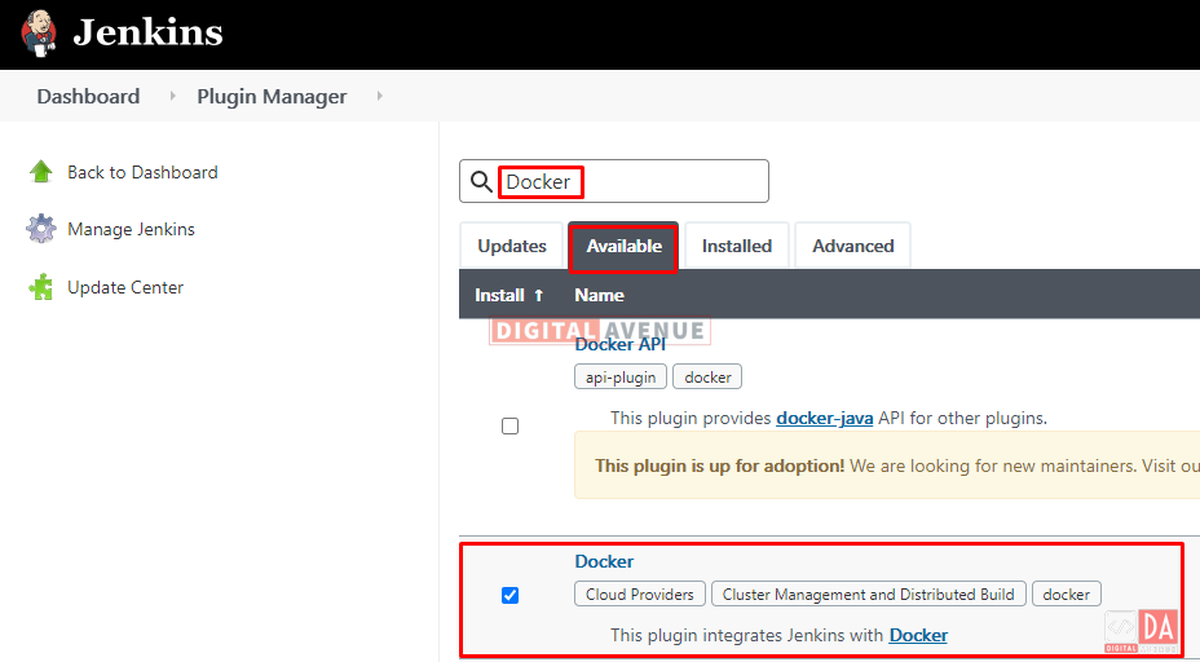 Jenkins
Dashboard Plugin Manager
Back to Dashboard
Manage Jenkins
Update Center
Docker
Updates Available Installed Advanced
Install ↑ Name
DIGITAL AVENUE
Docker API
api-plugin docker
This plugin provides docker-java API for other plugins.
This plugin is up for adoption! We are looking for new maintainers. Visit ou
Docker
Cloud Providers Cluster Management and Distributed Build docker
This plugin integrates Jenkins with Docker
DA
DIGITAL